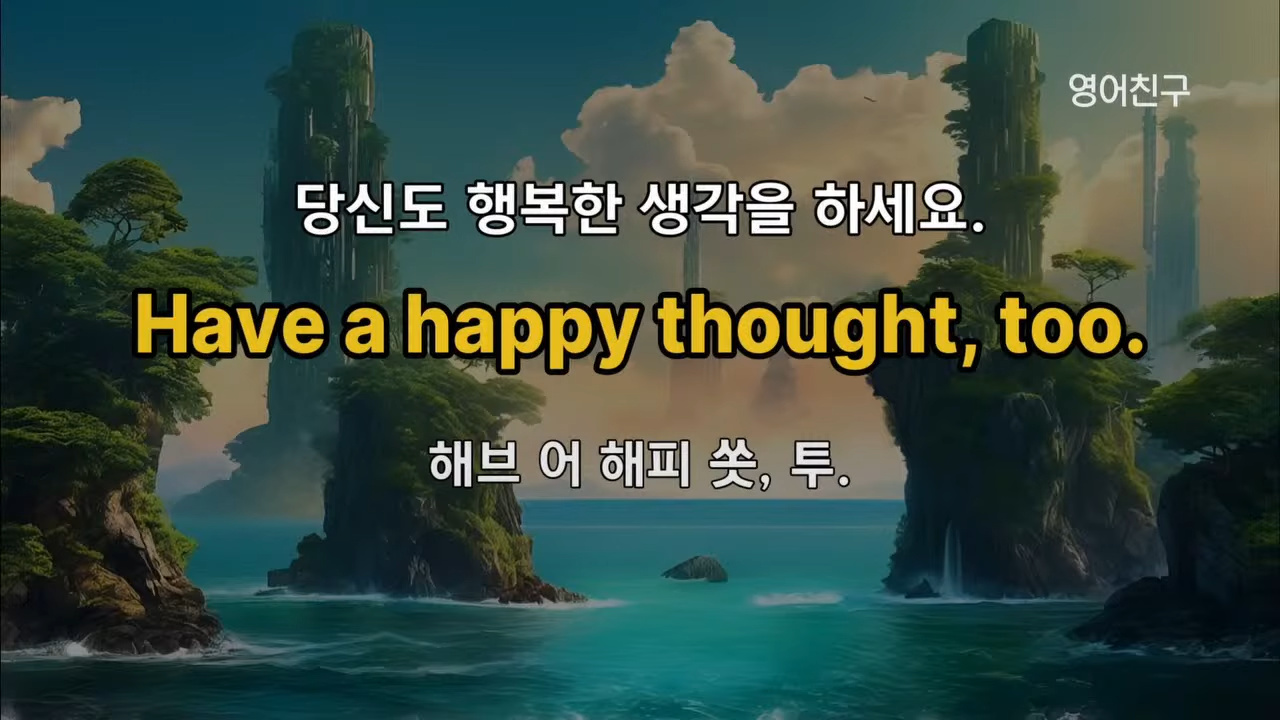 영어친구
당신도 행복한 생각을 하세요.
Have a happy thought, too.
해브 어 해피 쏫, 투.